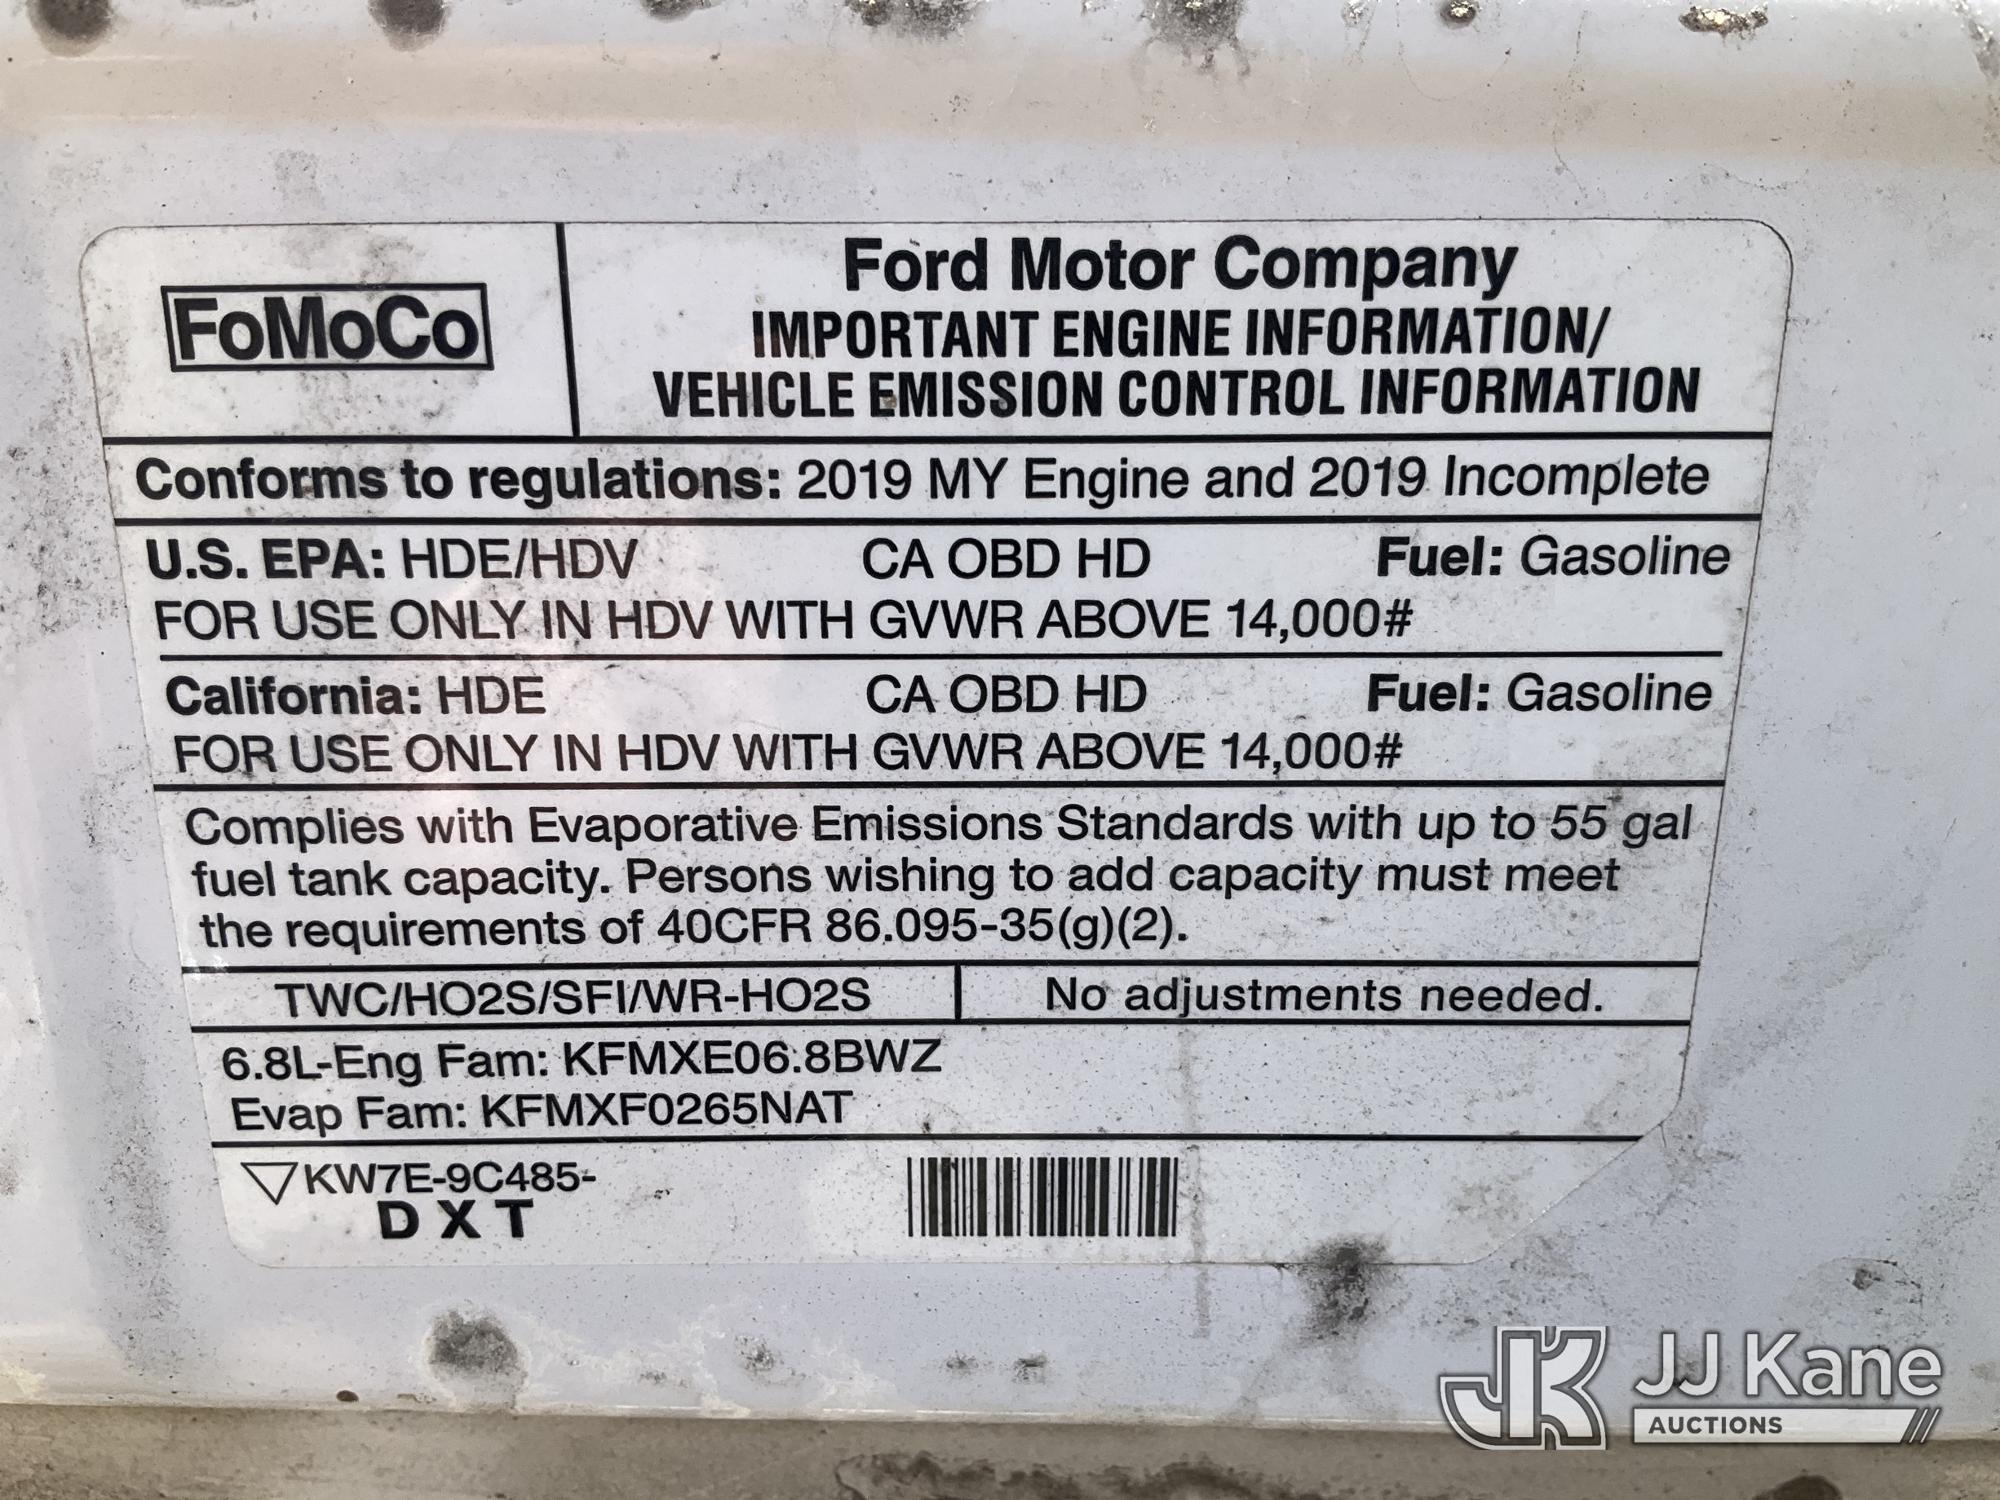 FoMoCo
Ford Motor Company
IMPORTANT ENGINE INFORMATION/
VEHICLE EMISSION CONTROL INFORMATION
Conforms to regulations: 2019 MY Engine and 2019 Incomplete
U.S. EPA: HDE/HDV CA OBD HD Fuel: Gasoline
FOR USE ONLY IN HDV WITH GVWR ABOVE 14,000#
California: HDE CA OBD HD Fuel: Gasoline
FOR USE ONLY IN HDV WITH GVWR ABOVE 14,000#
Complies with Evaporative Emissions Standards with up to 55 gal
fuel tank capacity. Persons wishing to add capacity must meet
the requirements of 40CFR 86.095-35(g)(2).
TWC/HO2S/SFI/WR-HO2S No adjustments needed.
6.8L-Eng Fam: KFMXE06.8BWZ
Evap Fam: KFMXF0265NAT
KW7E-9C485-
DXT
JK JJ Kane
AUCTIONS